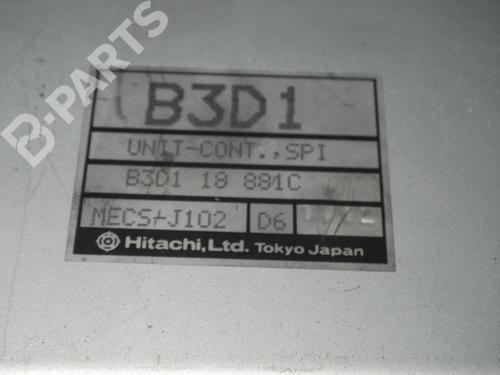 B-PARTS
B3D1
UNIT-CONT.,SPI
B3D1 18 881C
MECS-J102 D6
Hitachi,Ltd. Tokyo Japan